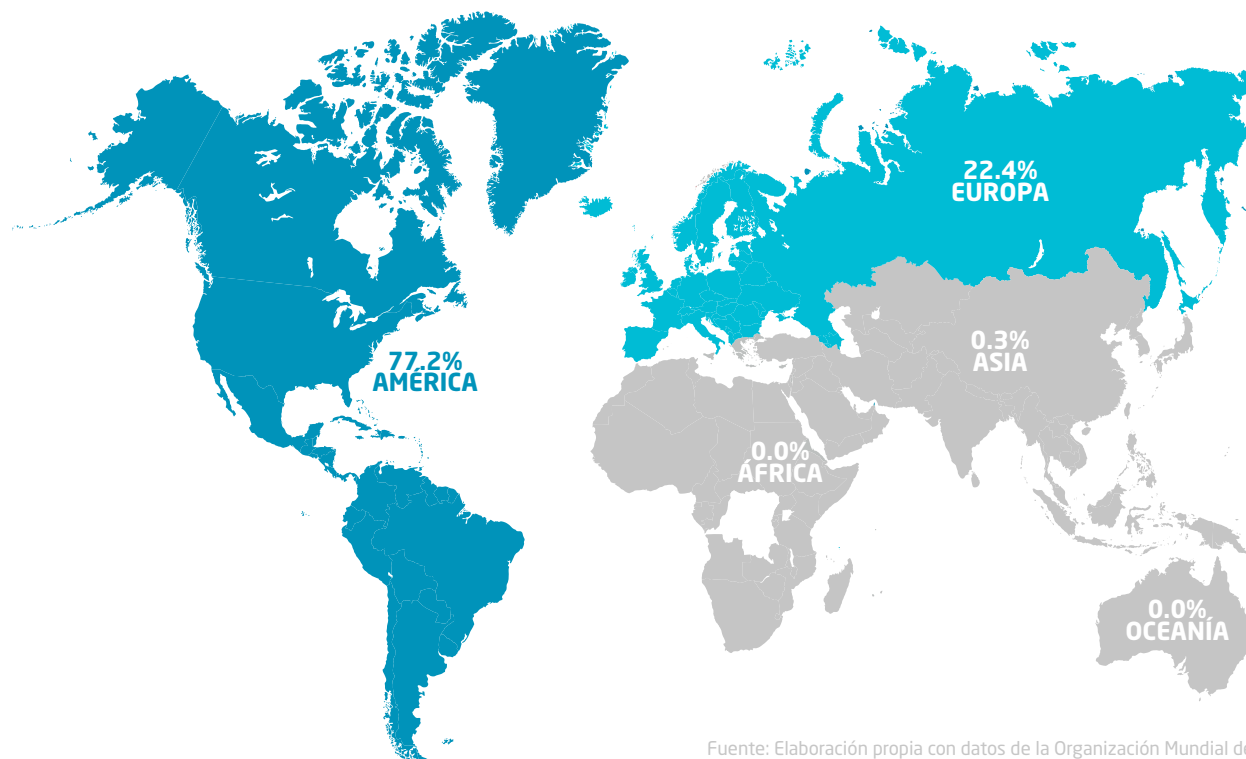 22.4%
EUROPA
0.3%
ASIA
77.2%
AMÉRICA
0.0%
ÁFRICA
0.0%
OCEANÍA
Fuente: Elaboración propia con datos de la Organización Mundial de